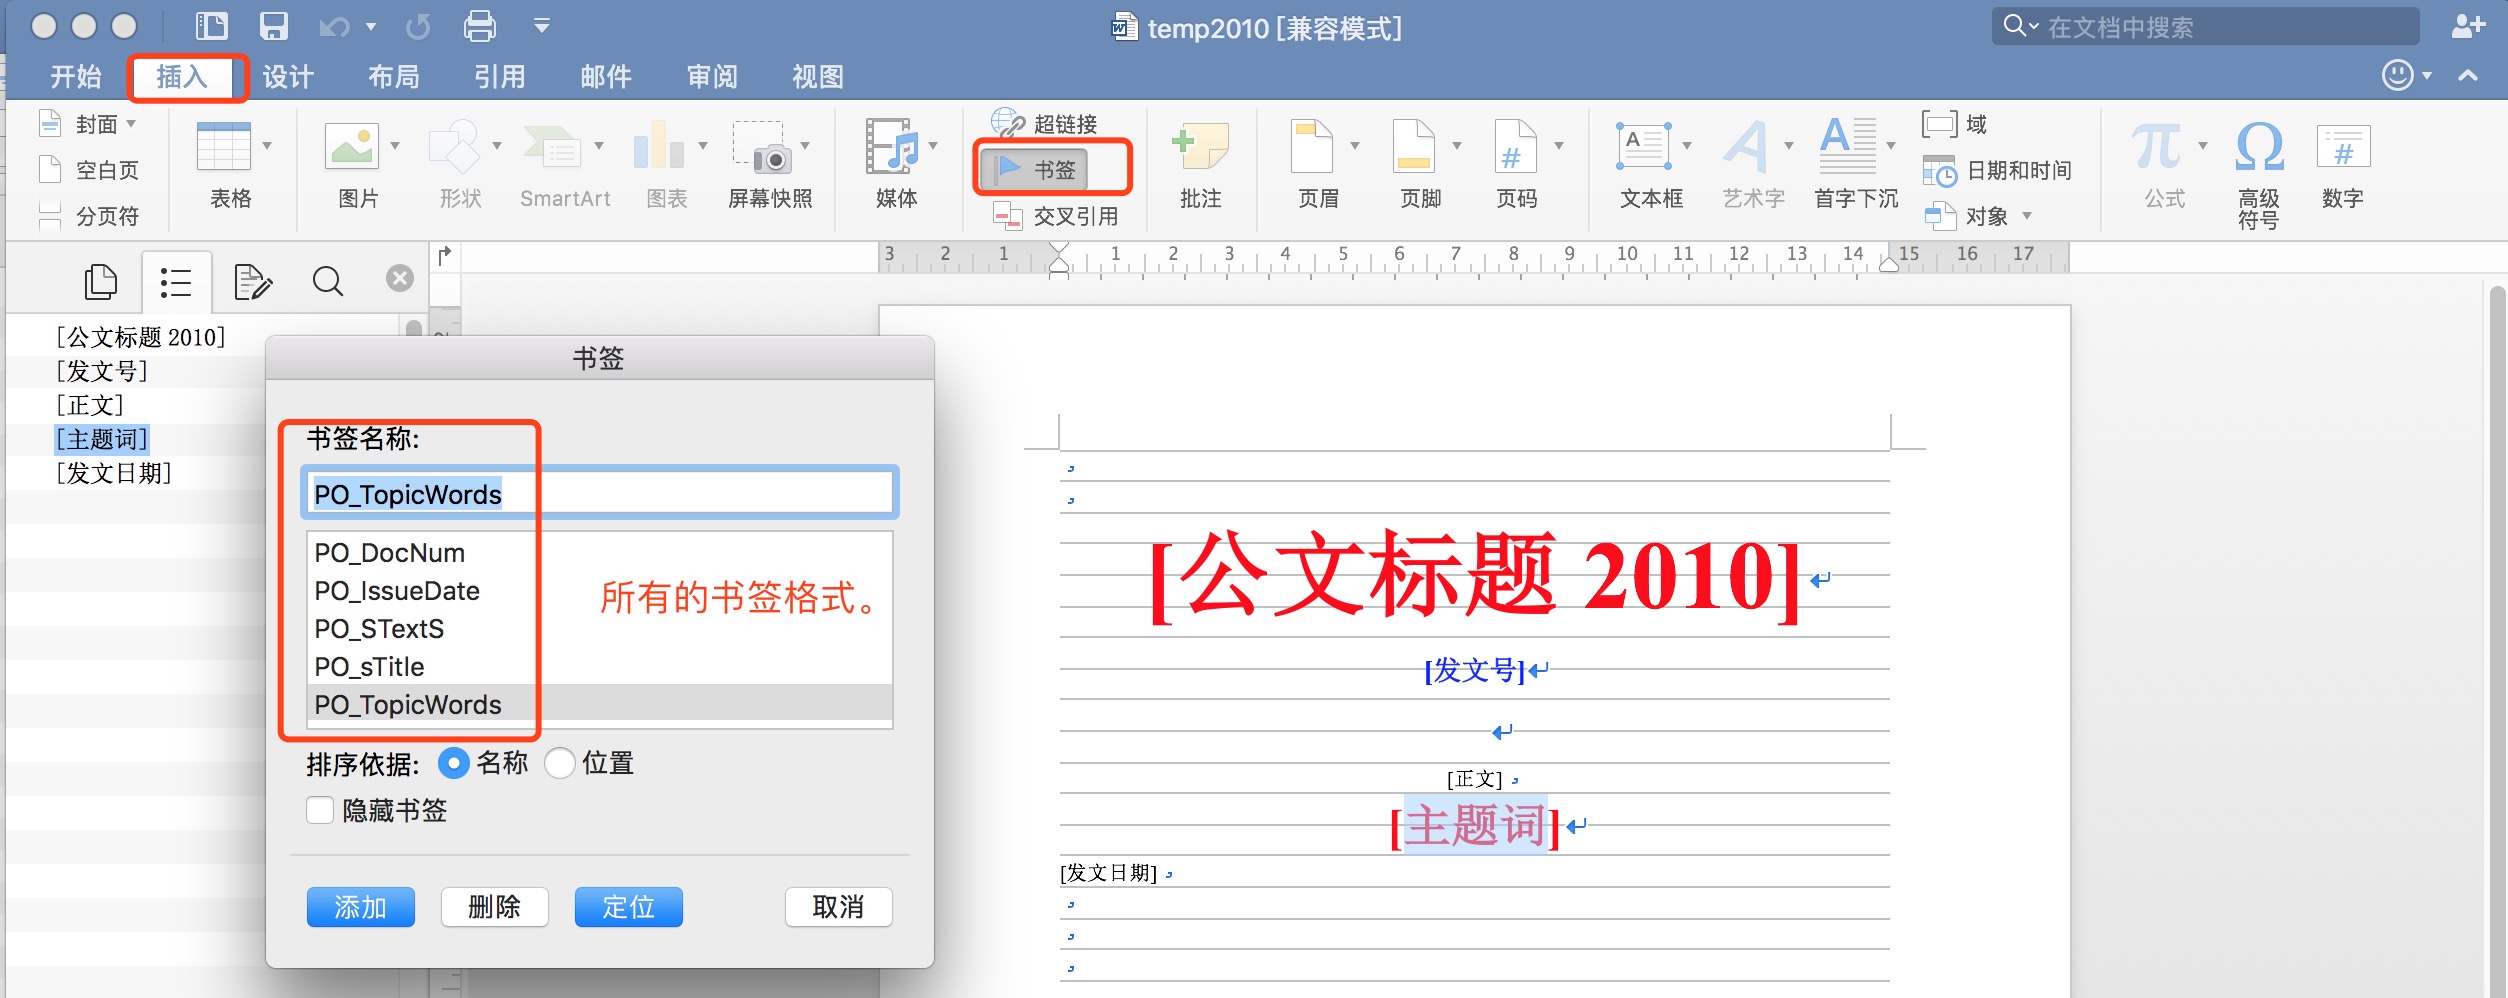 temp2010 [兼容模式]
在文档中搜索
开始 插入 设计 布局 引用 邮件 审阅 视图
封面
空白页
分页符
表格
图片
形状
SmartArt
图表
屏幕快照
媒体
超链接
书签
交叉引用
批注
页眉
页脚
页码
文本框
艺术字
首字下沉
域
日期和时间
对象
公式
高级
符号
数字
3 2 1 1 2 3 4 5 6 7 8 9 10 11 12 13 14 15 16 17
[公文标题 2010]
[发文号]
[正文]
[主题词]
[发文日期]
书签
书签名称:
PO_TopicWords
PO_DocNum
PO_IssueDate
PO_STextS
PO_sTitle
PO_TopicWords
所有的书签格式。
排序依据: 名称 位置
隐藏书签
添加 删除 定位 取消
[公文标题 2010]
[发文号]
[正文]
[主题词]
[发文日期]